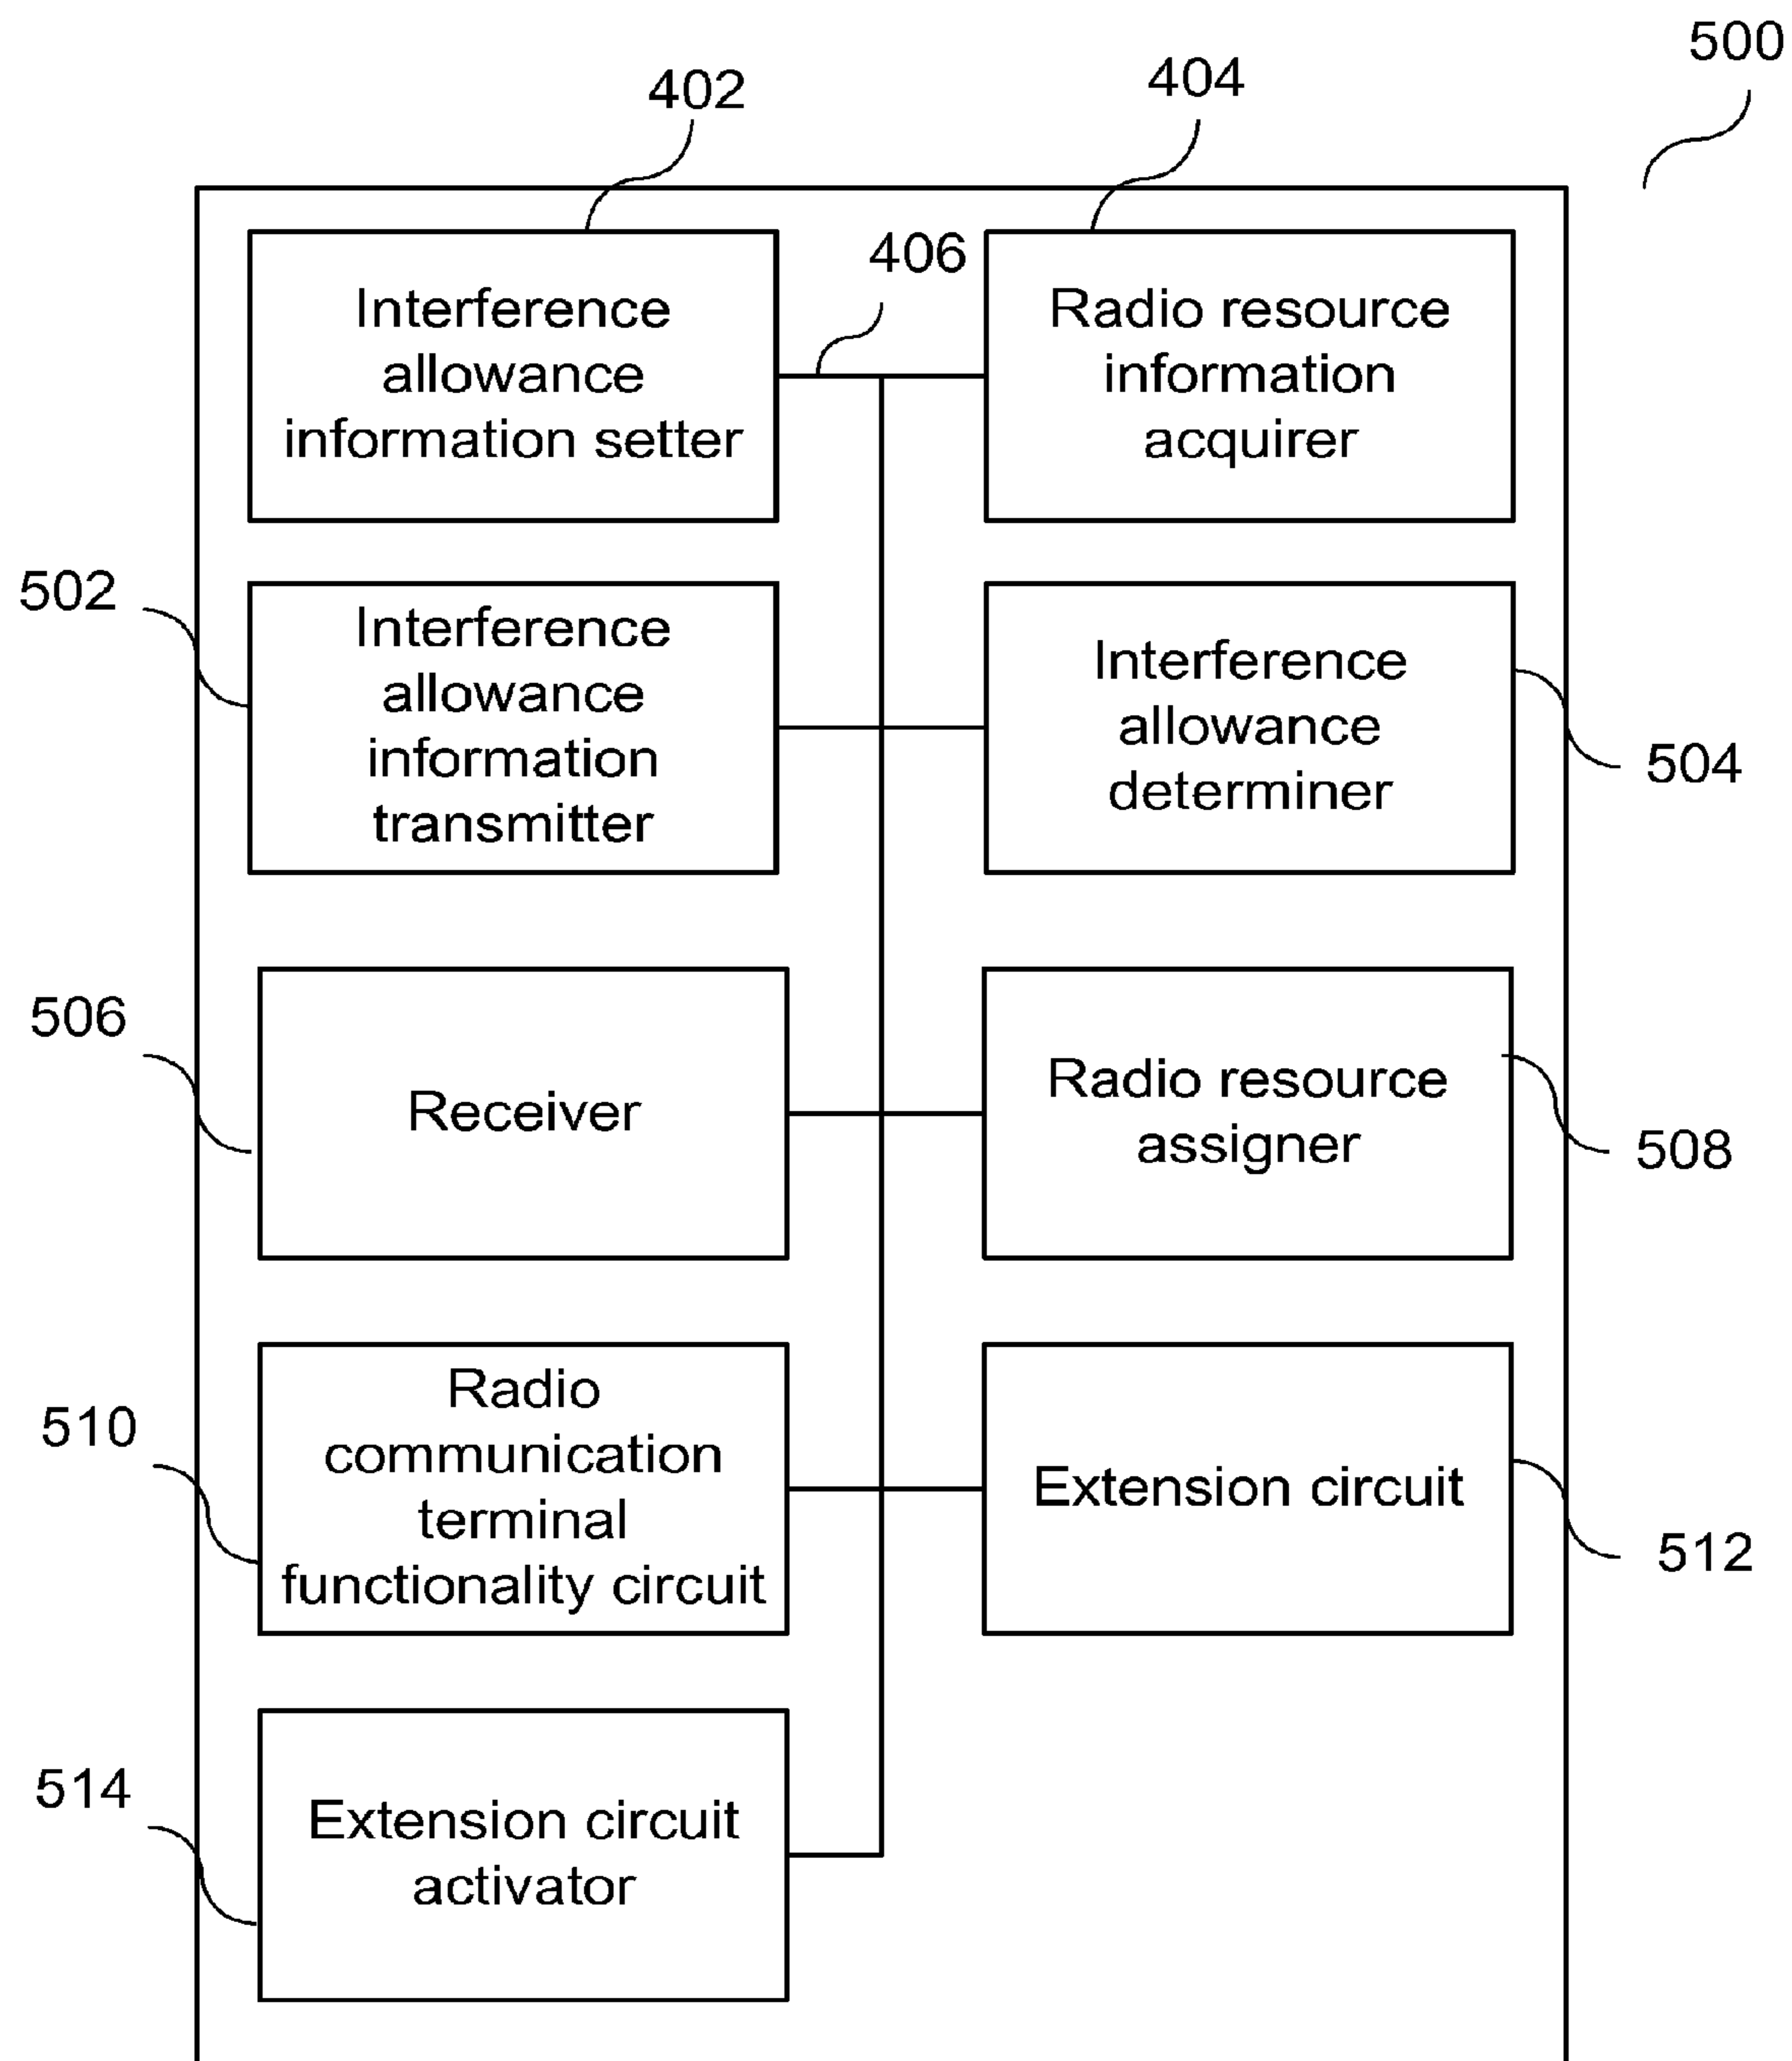 500
402
404
406
Interference
allowance
information setter
Radio resource
information
acquirer
502
Interference
allowance
information
transmitter
Interference
allowance
determiner
504
506
Receiver
Radio resource
assigner
508
510
Radio
communication
terminal
functionality circuit
Extension circuit
512
514
Extension circuit
activator